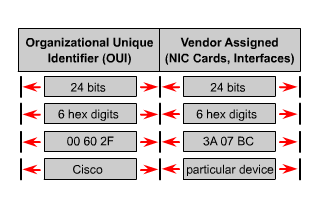 Organizational Unique
Identifier (OUI)
Vendor Assigned
(NIC Cards, Interfaces)
24 bits
24 bits
6 hex digits
6 hex digits
00 60 2F
3A 07 BC
Cisco
particular device